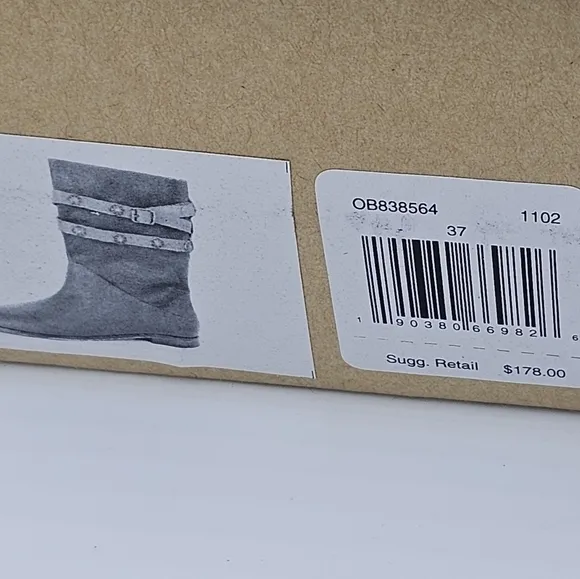 OB838564 1102
37
1 90380 66982 6
Sugg. Retail $178.00